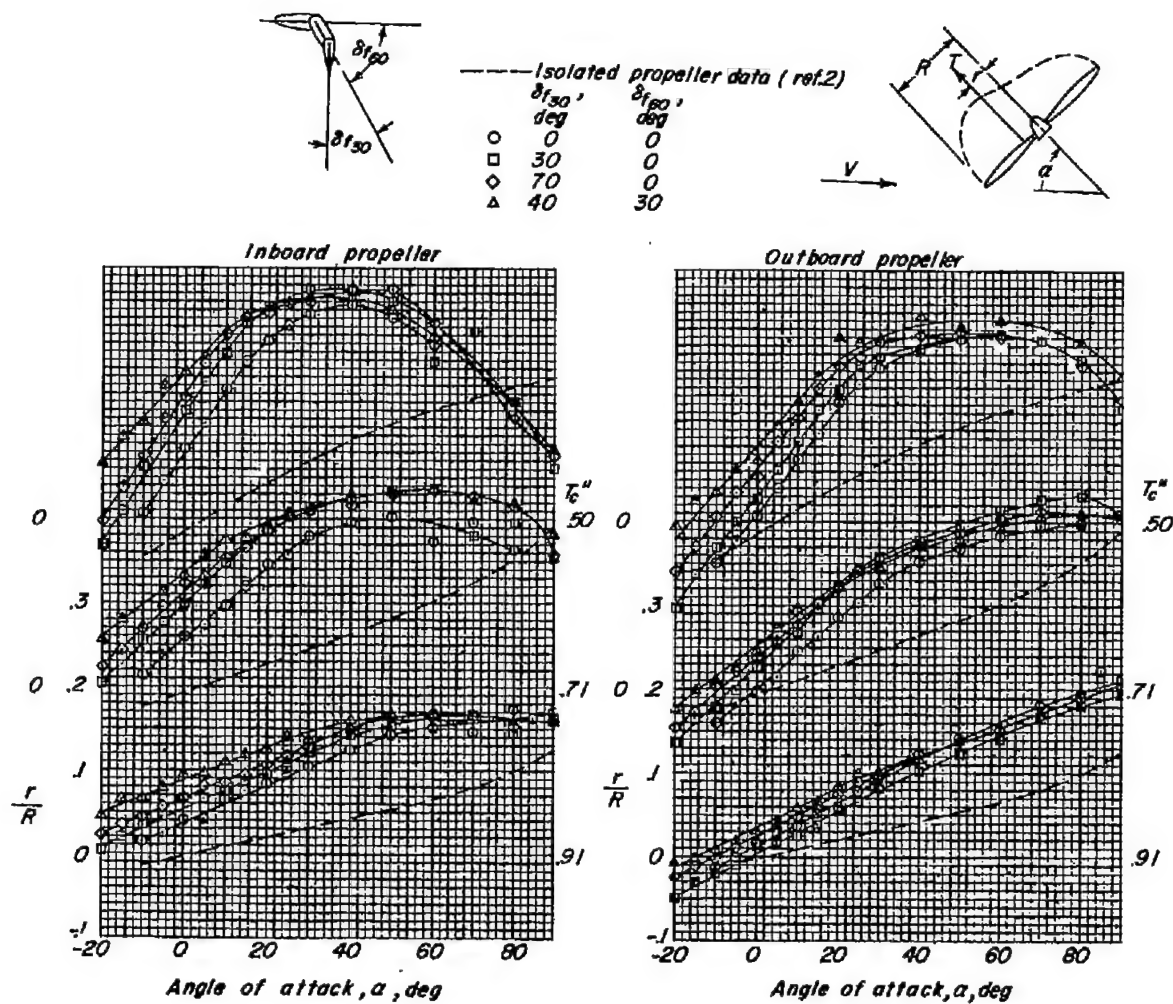 δf60
δf30
Isolated propeller data (ref.2)
δf30, δf60,
deg deg
0 0
30 0
70 0
40 30
R
T
r
α
V
Inboard propeller
Outboard propeller
Tc"
Tc"
0 .50
0 .50
.3
.3
0 .2 .71
0 .2 .71
.1
.1
r/R
r/R
0 .91
0 .91
-.1
-.1
-20 0 20 40 60 80
-20 0 20 40 60 80
Angle of attack, α, deg
Angle of attack, α, deg